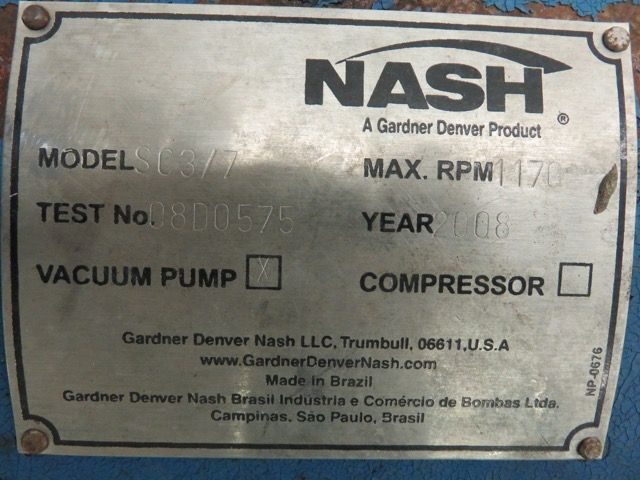 NASH ®
A Gardner Denver Product
MODEL SC3/7 MAX. RPM 1170
TEST No. 08D0575 YEAR 2008
VACUUM PUMP X COMPRESSOR
Gardner Denver Nash LLC, Trumbull, 06611, U.S.A
www.GardnerDenverNash.com
Made in Brazil
Gardner Denver Nash Brasil Indústria e Comércio de Bombas Ltda.
Campinas, São Paulo, Brasil
NP-0676